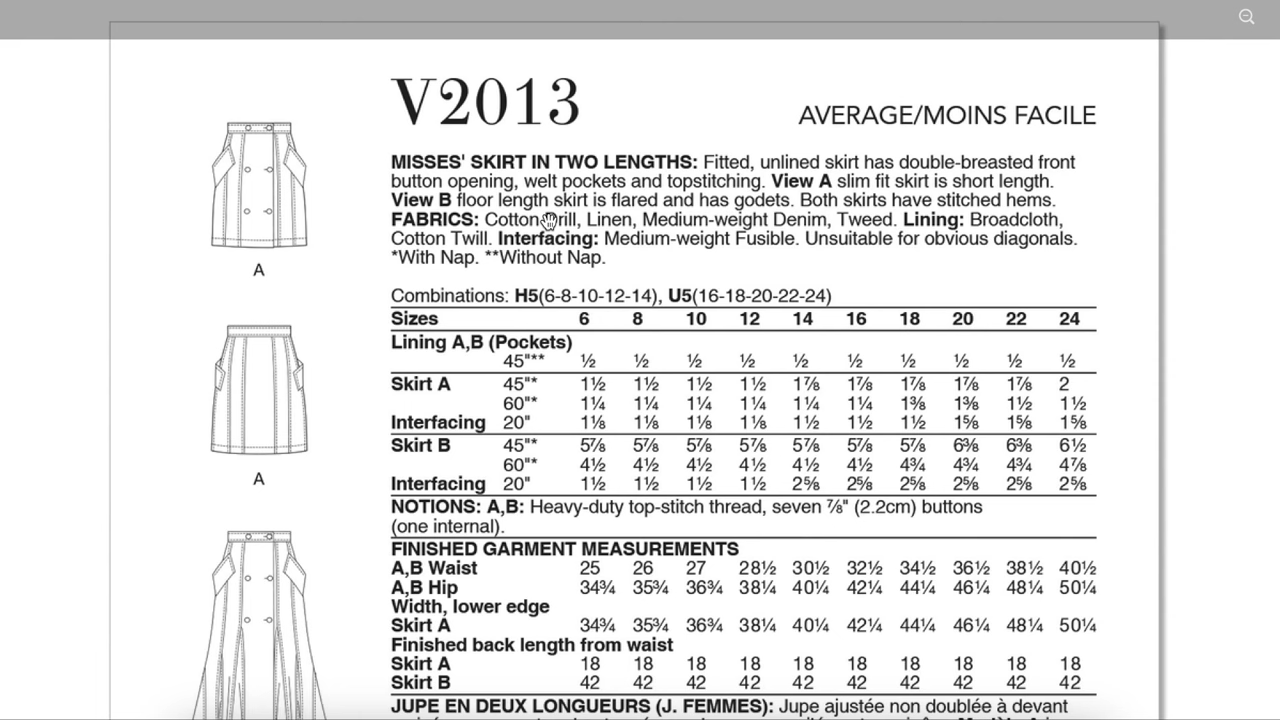 V2013
AVERAGE/MOINS FACILE
MISSES' SKIRT IN TWO LENGTHS: Fitted, unlined skirt has double-breasted front
button opening, welt pockets and topstitching. View A slim fit skirt is short length.
View B floor length skirt is flared and has godets. Both skirts have stitched hems.
FABRICS: Cotton Drill, Linen, Medium-weight Denim, Tweed. Lining: Broadcloth,
Cotton Twill. Interfacing: Medium-weight Fusible. Unsuitable for obvious diagonals.
*With Nap. **Without Nap.
A
A
Combinations: H5(6-8-10-12-14), U5(16-18-20-22-24)
Sizes 6 8 10 12 14 16 18 20 22 24
Lining A,B (Pockets)
45"** ½ ½ ½ ½ ½ ½ ½ ½ ½ ½
Skirt A 45"* 1½ 1½ 1½ 1½ 1⅞ 1⅞ 1⅞ 1⅞ 1⅞ 2
60"* 1¼ 1¼ 1¼ 1¼ 1¼ 1¼ 1⅜ 1⅜ 1½ 1½
Interfacing 20" 1⅛ 1⅛ 1⅛ 1⅛ 1½ 1½ 1½ 1⅝ 1⅝ 1⅝
Skirt B 45"* 5⅞ 5⅞ 5⅞ 5⅞ 5⅞ 5⅞ 5⅞ 6⅜ 6⅜ 6½
60"* 4½ 4½ 4½ 4½ 4½ 4½ 4¾ 4¾ 4¾ 4⅞
Interfacing 20" 1½ 1½ 1½ 1½ 2⅝ 2⅝ 2⅝ 2⅝ 2⅝ 2⅝
NOTIONS: A,B: Heavy-duty top-stitch thread, seven ⅞" (2.2cm) buttons
(one internal).
FINISHED GARMENT MEASUREMENTS
A,B Waist 25 26 27 28½ 30½ 32½ 34½ 36½ 38½ 40½
A,B Hip 34¾ 35¾ 36¾ 38¼ 40¼ 42¼ 44¼ 46¼ 48¼ 50¼
Width, lower edge
Skirt A 34¾ 35¾ 36¾ 38¼ 40¼ 42¼ 44¼ 46¼ 48¼ 50¼
Finished back length from waist
Skirt A 18 18 18 18 18 18 18 18 18 18
Skirt B 42 42 42 42 42 42 42 42 42 42
JUPE EN DEUX LONGUEURS (J. FEMMES): Jupe ajustée non doublée à devant